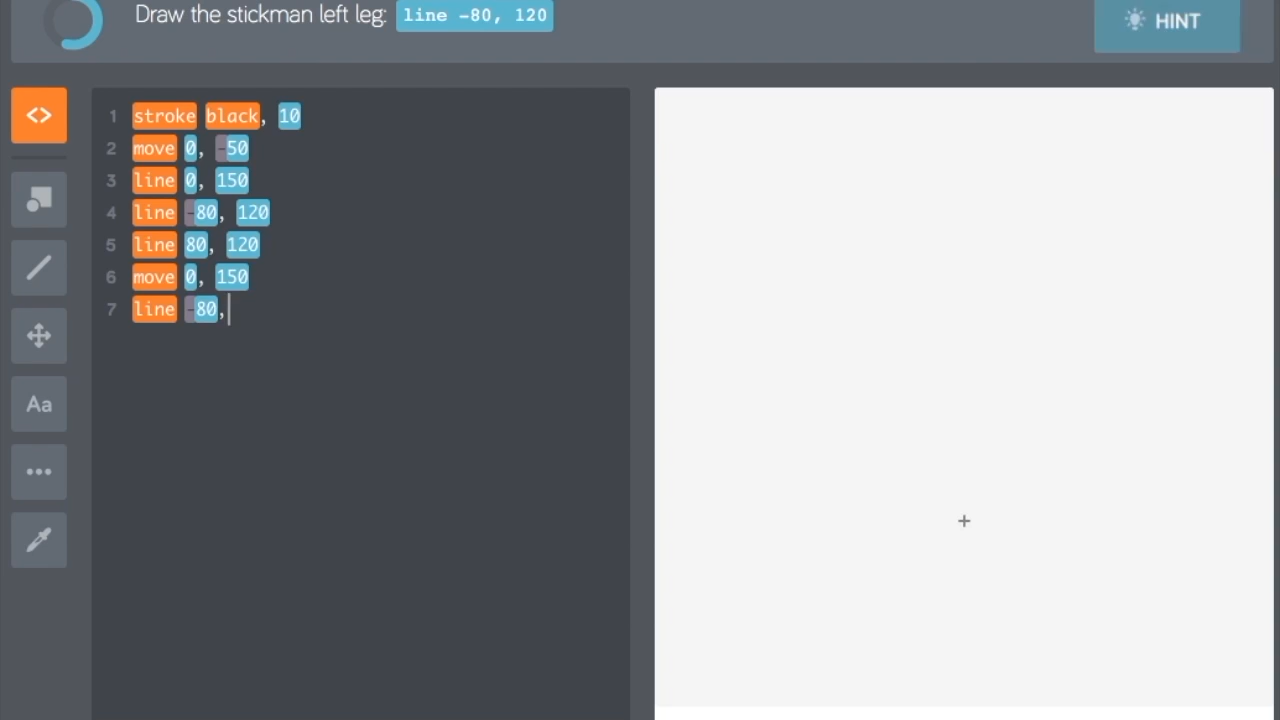 Draw the stickman left leg: line -80, 120
HINT
<>
1 stroke black, 10
2 move 0, -50
3 line 0, 150
4 line -80, 120
5 line 80, 120
6 move 0, 150
7 line -80,
Aa